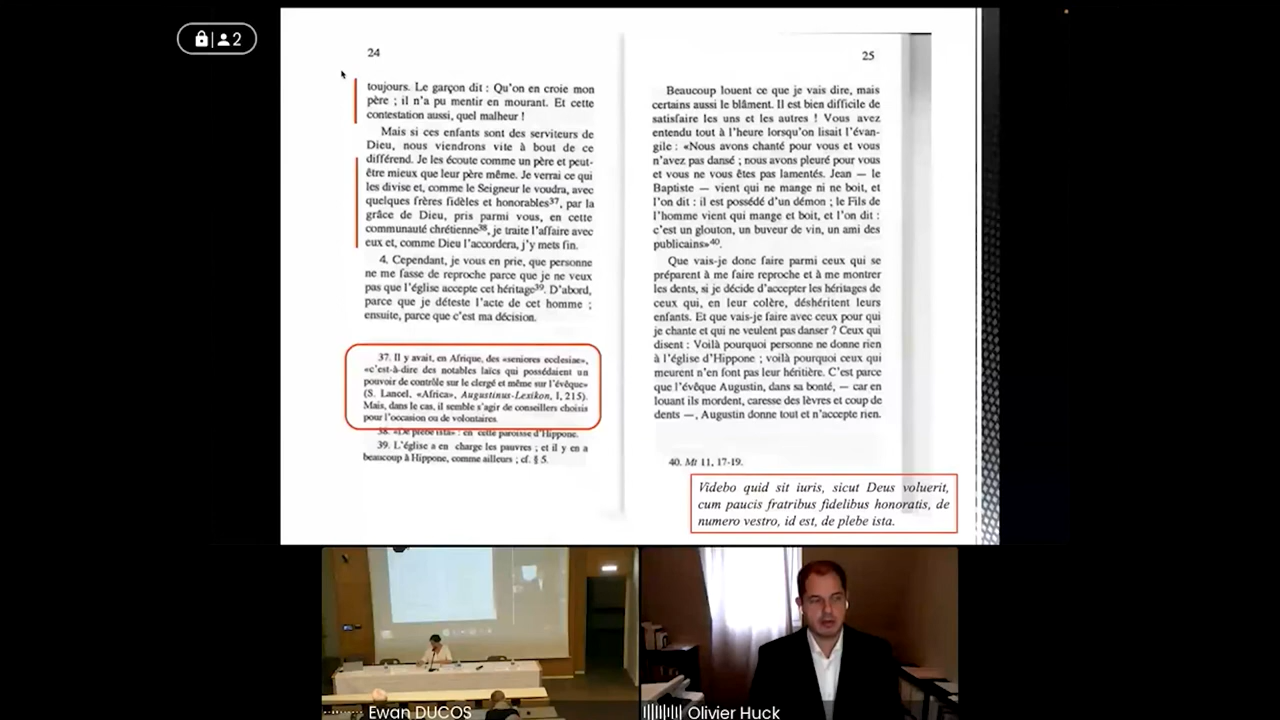 2
24
toujours. Le garçon dit : Qu'on en croie mon
père ; il n'a pu mentir en mourant. Et cette
contestation aussi, quel malheur !
Mais si ces enfants sont des serviteurs de
Dieu, nous viendrons vite à bout de ce
différend. Je les écoute comme un père et peut-
être mieux que leur père même. Je verrai ce qui
les divise et, comme le Seigneur le voudra, avec
quelques frères fidèles et honorables37, par la
grâce de Dieu, pris parmi vous, en cette
communauté chrétienne38, je traite l'affaire avec
eux et, comme Dieu l'accordera, j'y mets fin.
4. Cependant, je vous en prie, que personne
ne me fasse de reproche parce que je ne veux
pas que l'église accepte cet héritage39. D'abord,
parce que je déteste l'acte de cet homme ;
ensuite, parce que c'est ma décision.
37. Il y avait, en Afrique, des «seniores ecclesiae»,
«c'est-à-dire des notables laïcs qui possédaient un
pouvoir de contrôle sur le clergé et même sur l'évêque»
(S. Lancel, «Africa», Augustinus-Lexikon, I, 215).
Mais, dans le cas, il semble s'agir de conseillers choisis
pour l'occasion ou de volontaires.
38. «De plebe ista» : en cette paroisse d'Hippone.
39. L'église a en charge les pauvres ; et il y en a
beaucoup à Hippone, comme ailleurs ; cf. § 5.
25
Beaucoup louent ce que je vais dire, mais
certains aussi le blâment. Il est bien difficile de
satisfaire les uns et les autres ! Vous avez
entendu tout à l'heure lorsqu'on lisait l'évan-
gile : «Nous avons chanté pour vous et vous
n'avez pas dansé ; nous avons pleuré pour vous
et vous ne vous êtes pas lamentés. Jean — le
Baptiste — vient qui ne mange ni ne boit, et
l'on dit : il est possédé d'un démon ; le Fils de
l'homme vient qui mange et boit, et l'on dit :
c'est un glouton, un buveur de vin, un ami des
publicains»40.
Que vais-je donc faire parmi ceux qui se
préparent à me faire reproche et à me montrer
les dents, si je décide d'accepter les héritages de
ceux qui, en leur colère, déshéritent leurs
enfants. Et que vais-je faire avec ceux pour qui
je chante et qui ne veulent pas danser ? Ceux qui
disent : Voilà pourquoi personne ne donne rien
à l'église d'Hippone ; voilà pourquoi ceux qui
meurent n'en font pas leur héritière. C'est parce
que l'évêque Augustin, dans sa bonté, — car en
louant ils mordent, caresse des lèvres et coup de
dents —, Augustin donne tout et n'accepte rien.
40. Mt 11, 17-19.
Videbo quid sit iuris, sicut Deus voluerit,
cum paucis fratribus fidelibus honoratis, de
numero vestro, id est, de plebe ista.
Ewan DUCOS
Olivier Huck